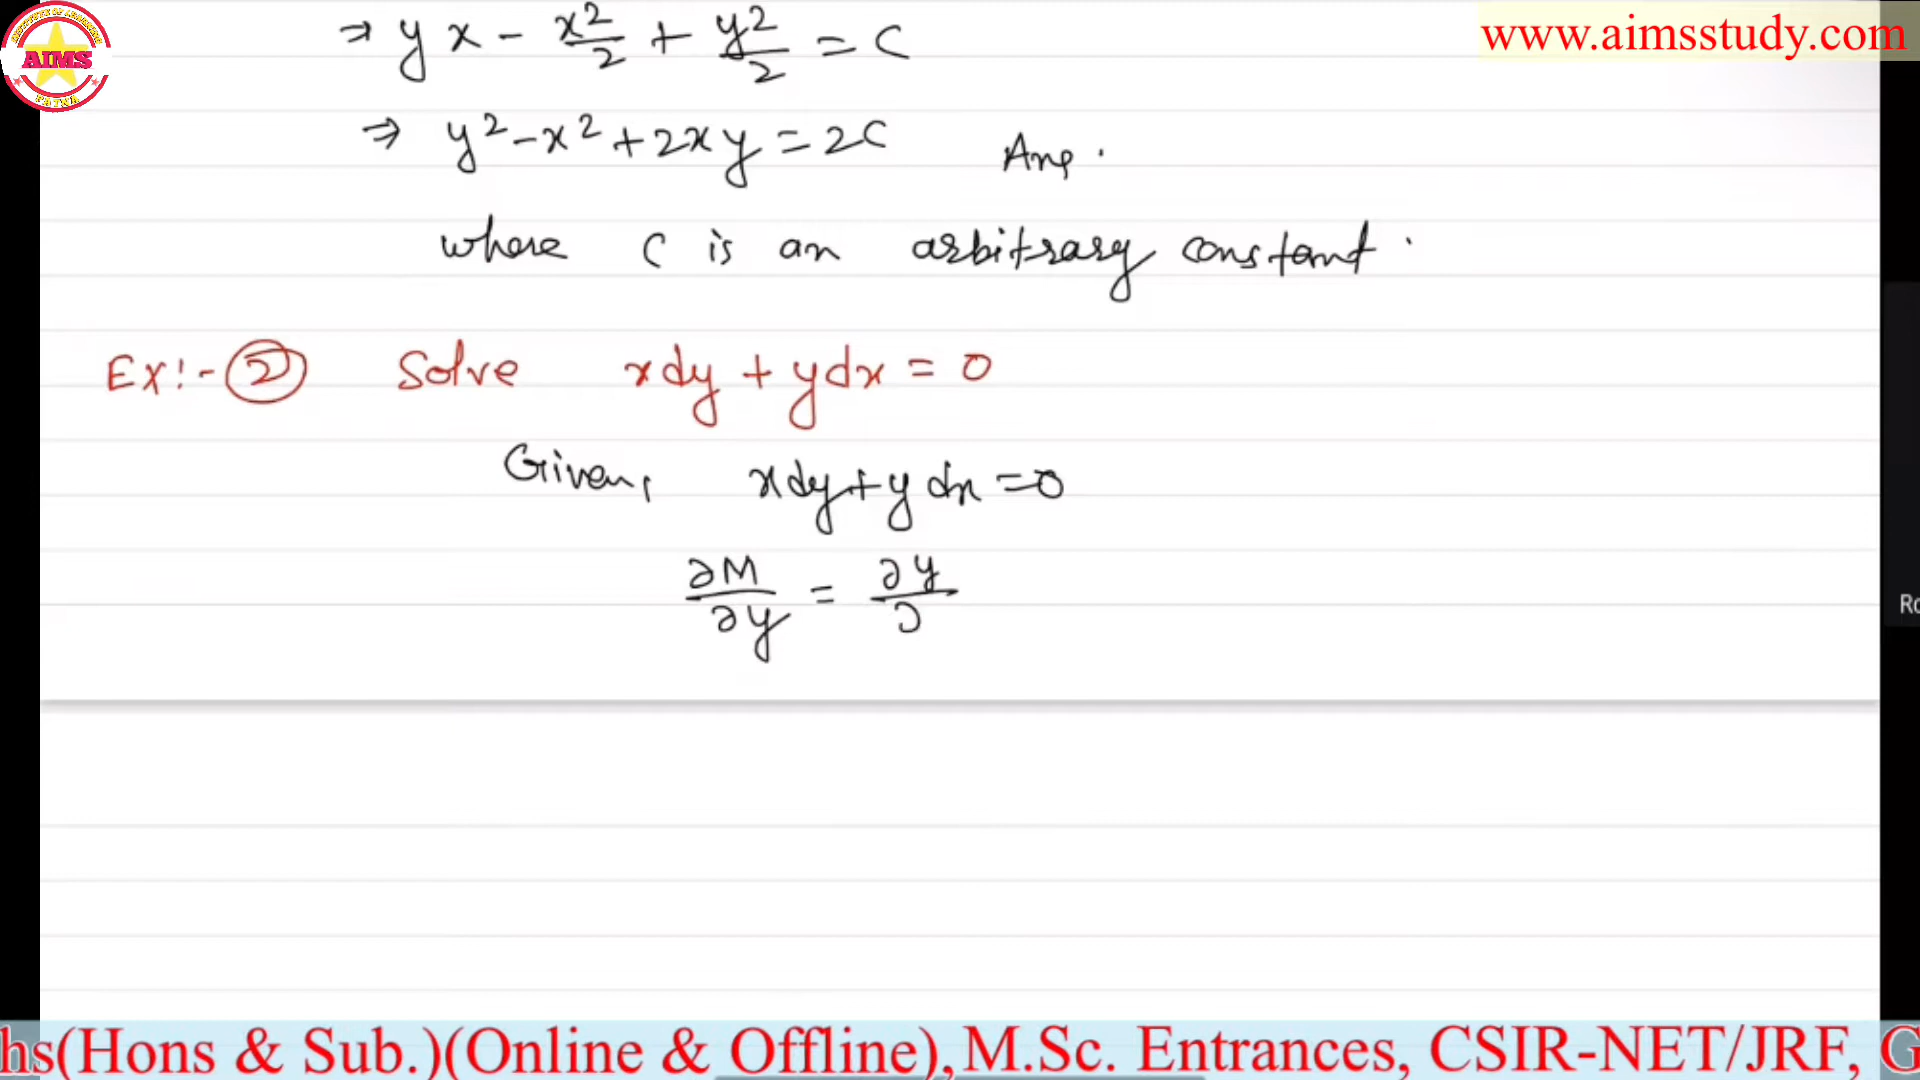 www.aimsstudy.com
AIMS
PATNA
⇒ yx - x²/2 + y²/2 = C
⇒ y² - x² + 2xy = 2C Ans.
where C is an arbitrary constant.
Ex:- ② Solve xdy + ydx = 0
Given, xdy + ydx = 0
∂M/∂y = ∂y/∂
Ro
hs(Hons & Sub.)(Online & Offline),M.Sc. Entrances, CSIR-NET/JRF, G